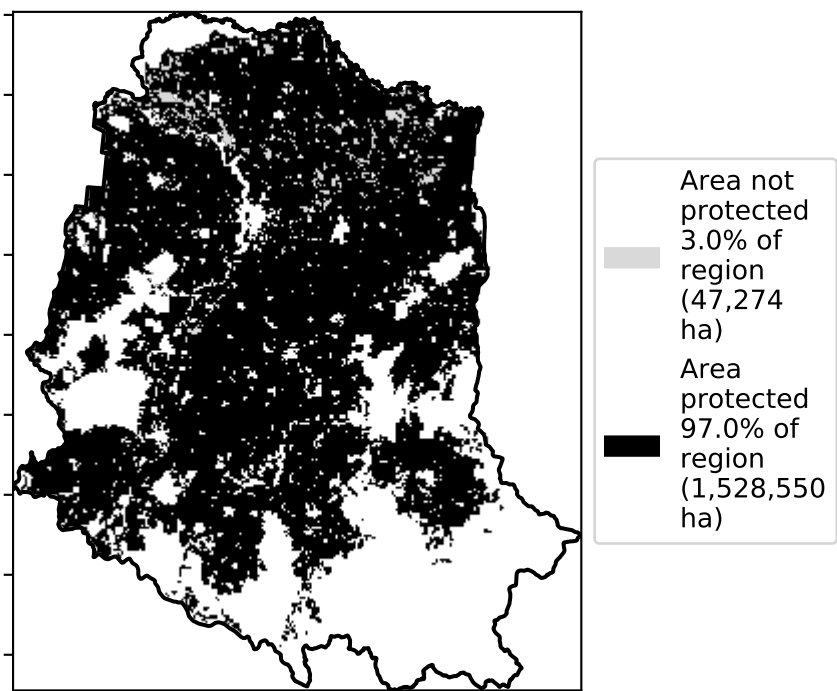 Area not
protected
3.0% of
region
(47,274
ha)
Area
protected
97.0% of
region
(1,528,550
ha)